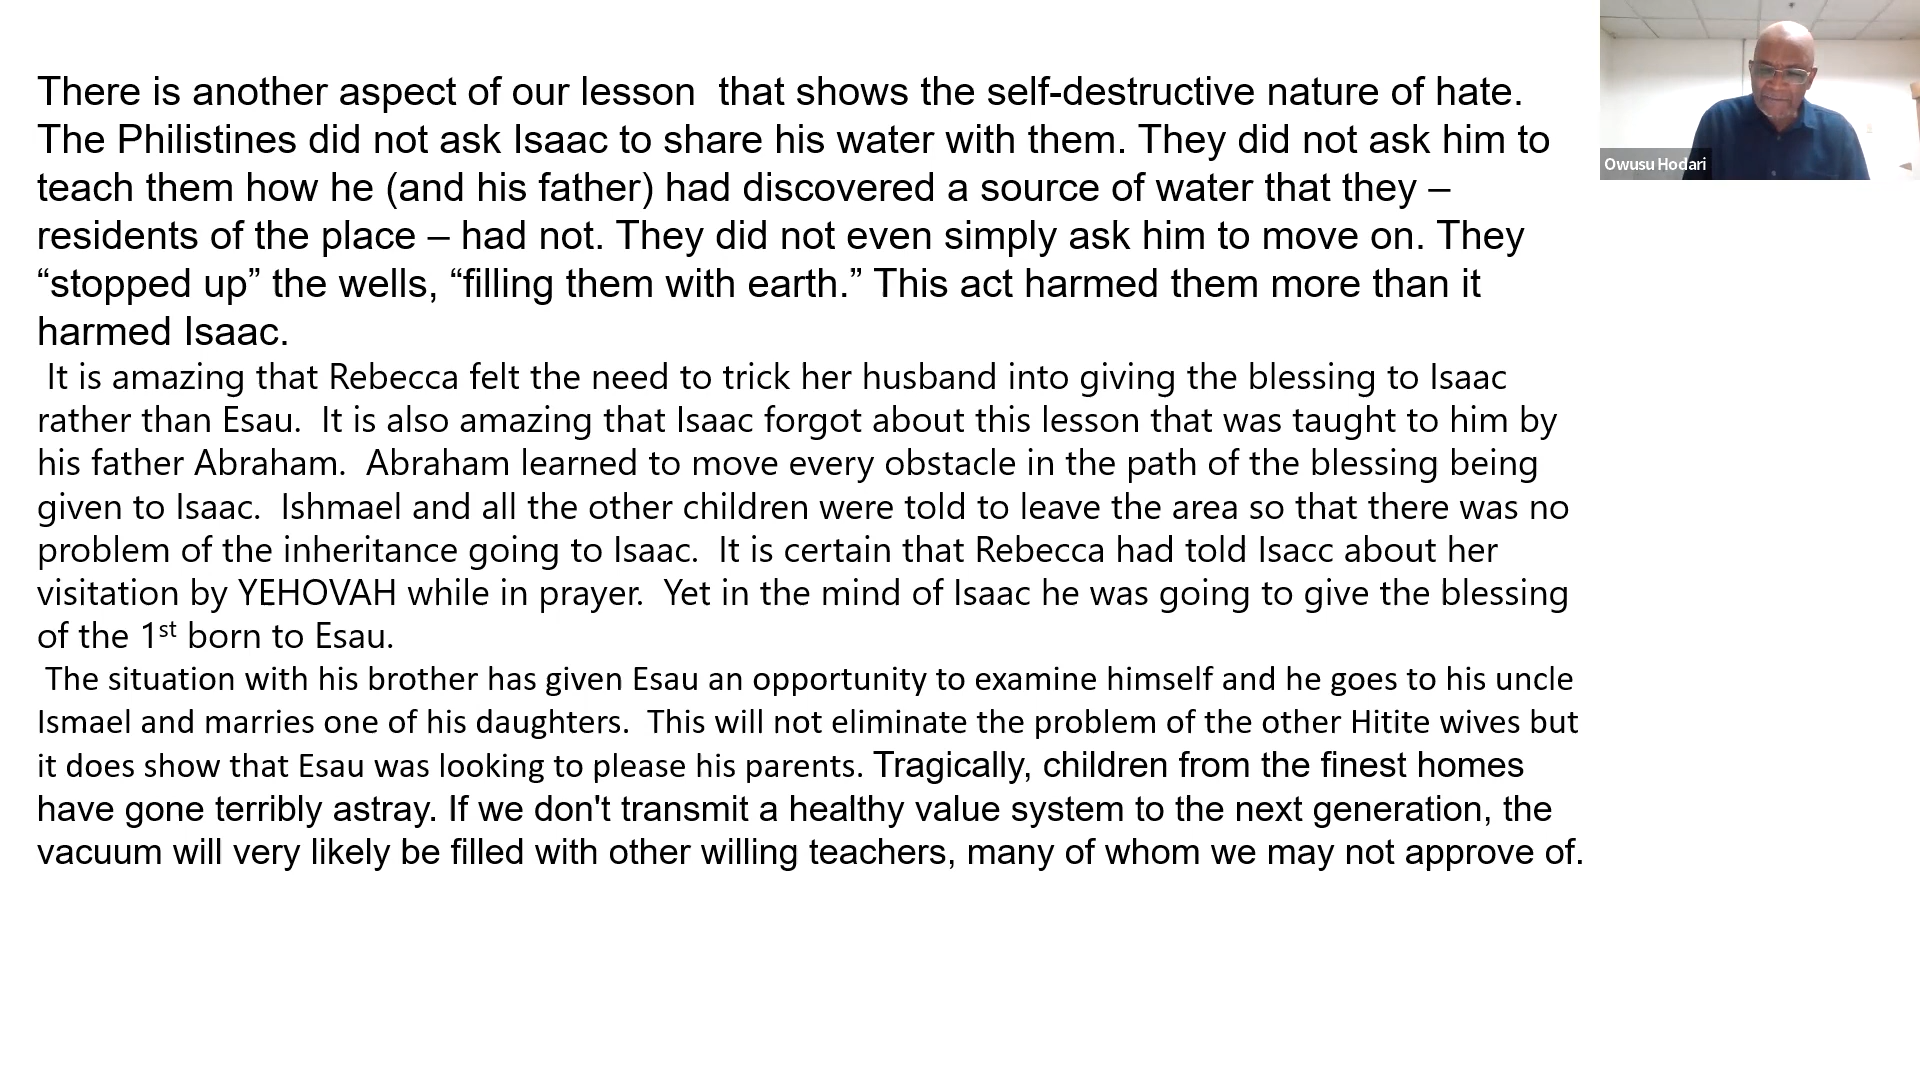 There is another aspect of our lesson  that shows the self-destructive nature of hate.
The Philistines did not ask Isaac to share his water with them. They did not ask him to
teach them how he (and his father) had discovered a source of water that they –
residents of the place – had not. They did not even simply ask him to move on. They
“stopped up” the wells, “filling them with earth.” This act harmed them more than it
harmed Isaac.
It is amazing that Rebecca felt the need to trick her husband into giving the blessing to Isaac
rather than Esau.  It is also amazing that Isaac forgot about this lesson that was taught to him by
his father Abraham.  Abraham learned to move every obstacle in the path of the blessing being
given to Isaac.  Ishmael and all the other children were told to leave the area so that there was no
problem of the inheritance going to Isaac.  It is certain that Rebecca had told Isacc about her
visitation by YEHOVAH while in prayer.  Yet in the mind of Isaac he was going to give the blessing
of the 1st born to Esau.
The situation with his brother has given Esau an opportunity to examine himself and he goes to his uncle
Ismael and marries one of his daughters.  This will not eliminate the problem of the other Hitite wives but
it does show that Esau was looking to please his parents. Tragically, children from the finest homes
have gone terribly astray. If we don't transmit a healthy value system to the next generation, the
vacuum will very likely be filled with other willing teachers, many of whom we may not approve of.
Owusu Hodari